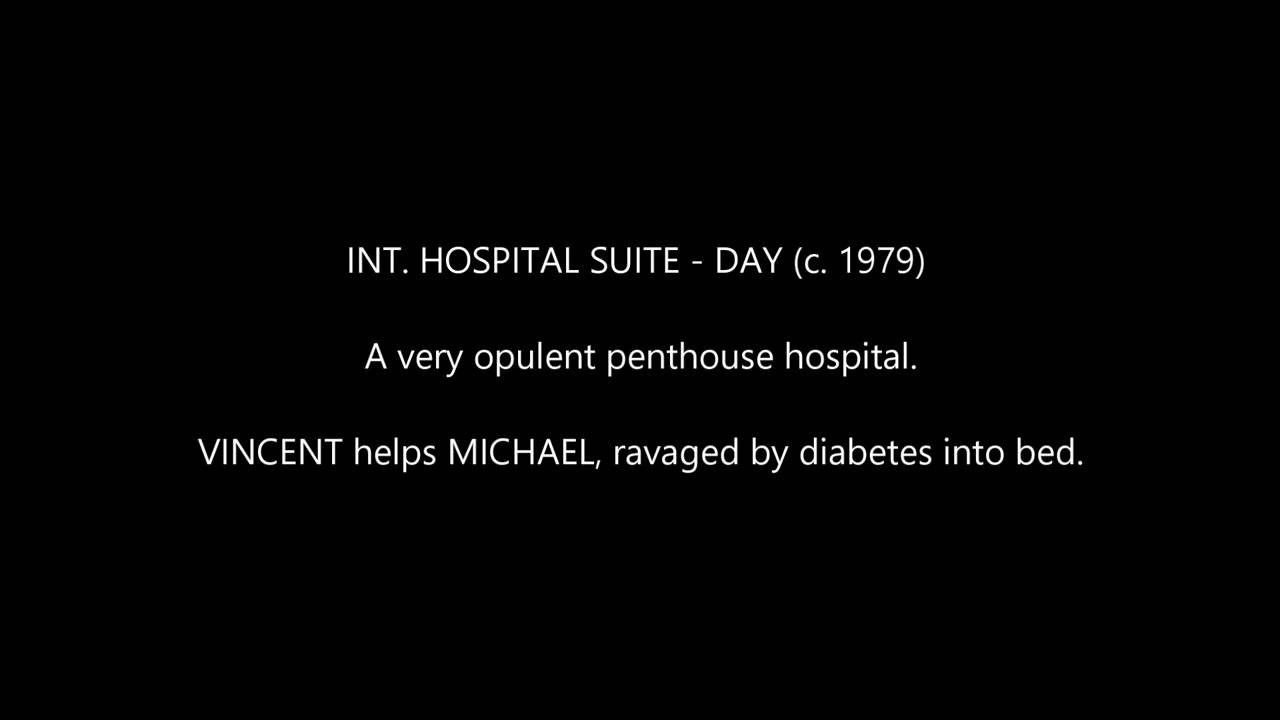 INT. HOSPITAL SUITE - DAY (c. 1979)
A very opulent penthouse hospital.
VINCENT helps MICHAEL, ravaged by diabetes into bed.